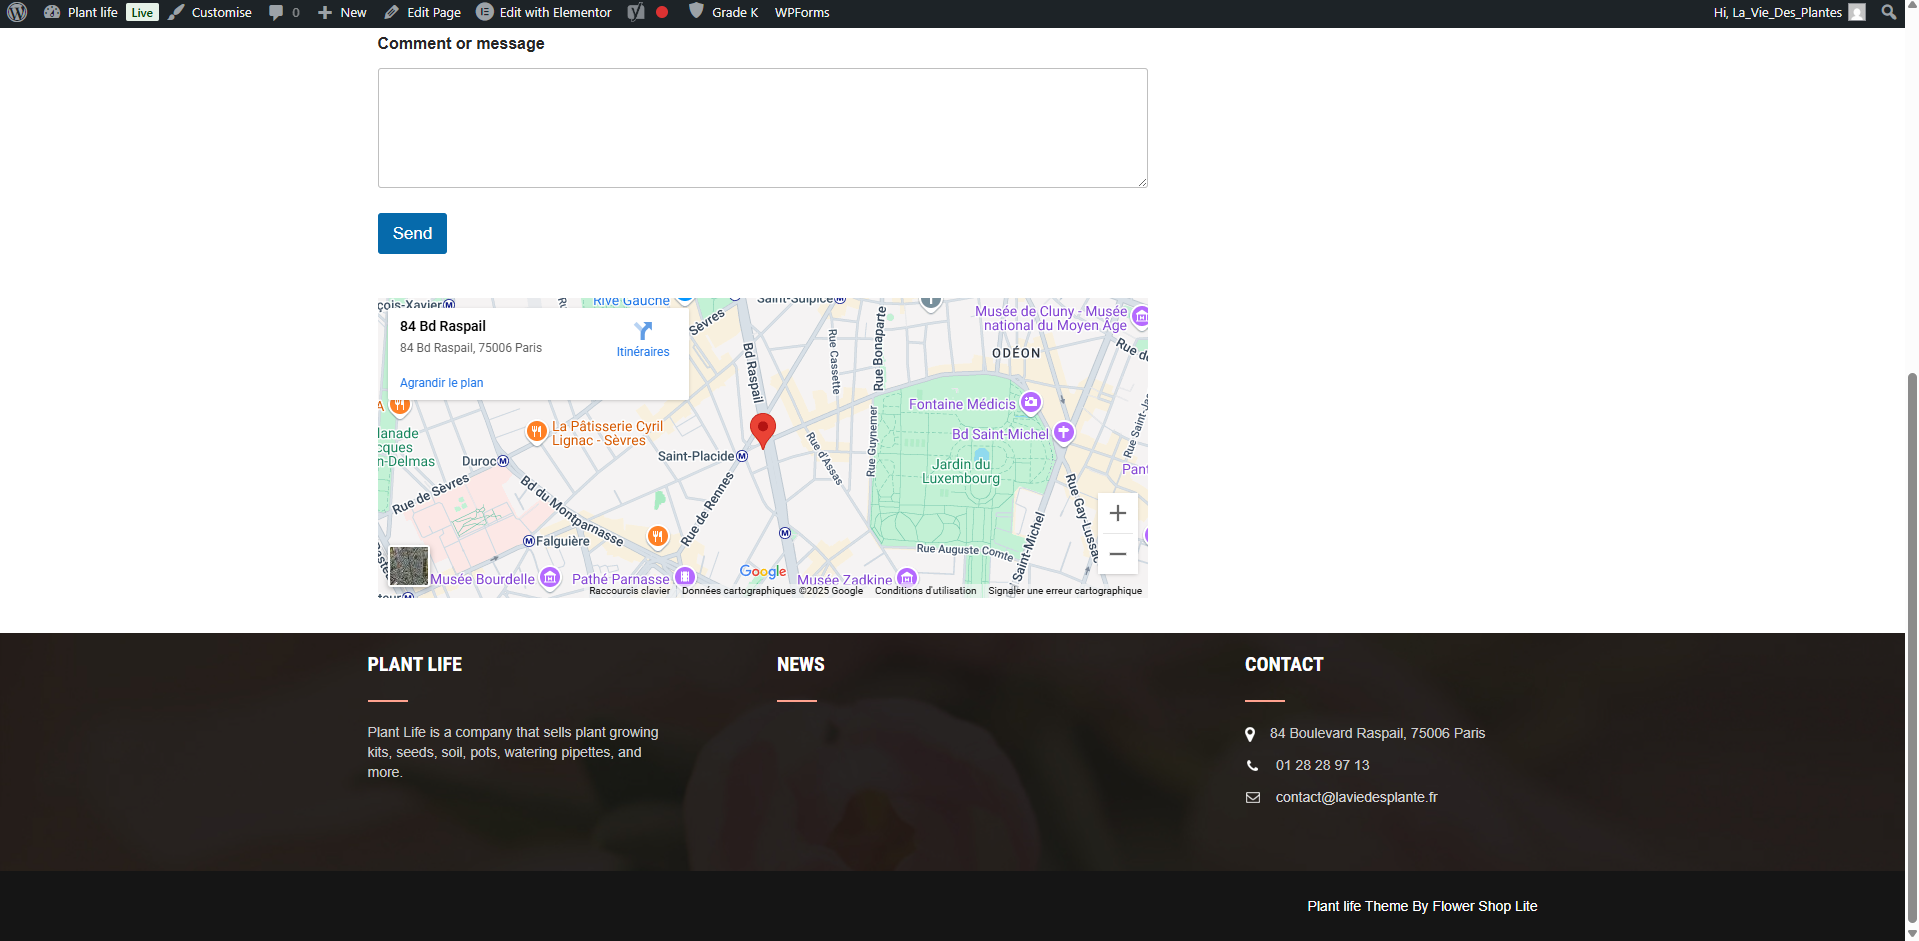 Plant life Live Customise 0 New Edit Page Edit with Elementor Grade K WPForms Hi, La_Vie_Des_Plantes
Comment or message
Send
çois-Xavier
Rive Gauche
Saint-Sulpice
84 Bd Raspail
84 Bd Raspail, 75006 Paris
Itinéraires
Agrandir le plan
Sèvres
Bd Raspail
Rue Cassette
Rue Bonaparte
Musée de Cluny - Musée
national du Moyen Âge
ODÉON
Fontaine Médicis
Bd Saint-Michel
La Pâtisserie Cyril
Lignac - Sèvres
Saint-Placide
Duroc
Rue de Sèvres
Bd du Montparnasse
Rue de Rennes
Rue d'Assas
Rue Guynemer
Jardin du
Luxembourg
Rue Gay-Lussac
Falguière
Rue Auguste Comte
Musée Bourdelle
Pathé Parnasse
Google
Musée Zadkine
Raccourcis clavier Données cartographiques ©2025 Google Conditions d'utilisation Signaler une erreur cartographique
PLANT LIFE
Plant Life is a company that sells plant growing
kits, seeds, soil, pots, watering pipettes, and
more.
NEWS
CONTACT
84 Boulevard Raspail, 75006 Paris
01 28 28 97 13
contact@laviedesplante.fr
Plant life Theme By Flower Shop Lite